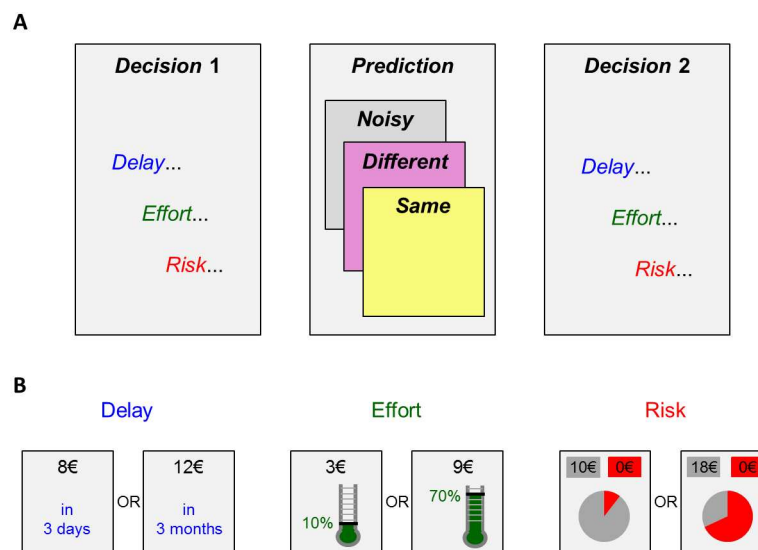 A
Decision 1
Prediction
Decision 2
Noisy
Different
Same
Delay...
Effort...
Risk...
Delay...
Effort...
Risk...
B
Delay
Effort
Risk
8€ 12€
in
3 days
OR
in
3 months
3€ 9€
10%
OR
70%
10€ 0€ 18€ 0€
OR